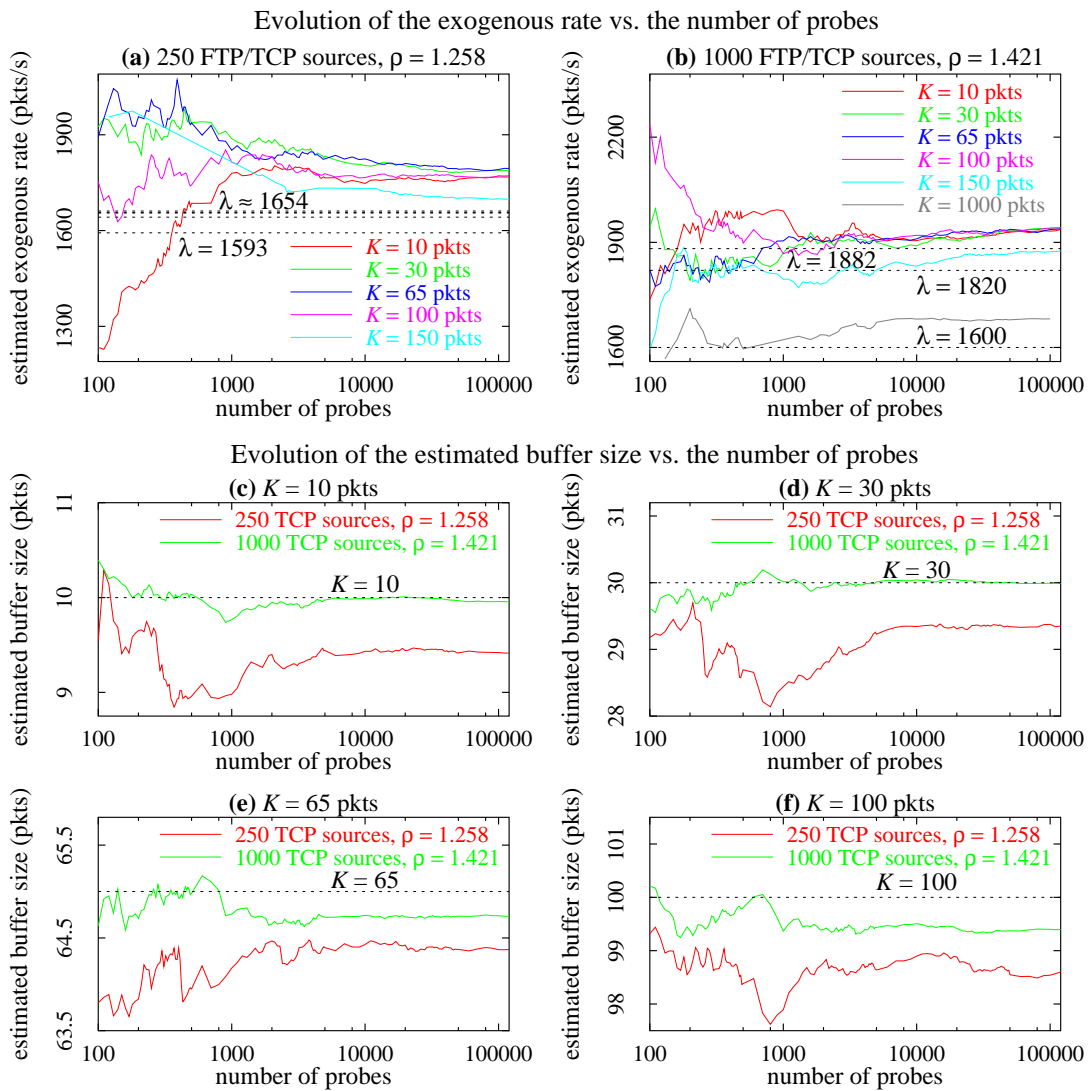 Evolution of the exogenous rate vs. the number of probes
(a) 250 FTP/TCP sources, ρ = 1.258
estimated exogenous rate (pkts/s)
1900
1600
1300
λ ≈ 1654
λ = 1593
K = 10 pkts
K = 30 pkts
K = 65 pkts
K = 100 pkts
K = 150 pkts
100 1000 10000 100000
number of probes
(b) 1000 FTP/TCP sources, ρ = 1.421
estimated exogenous rate (pkts/s)
2200
1900
1600
K = 10 pkts
K = 30 pkts
K = 65 pkts
K = 100 pkts
K = 150 pkts
K = 1000 pkts
λ = 1882
λ = 1820
λ = 1600
100 1000 10000 100000
number of probes
Evolution of the estimated buffer size vs. the number of probes
(c) K = 10 pkts
estimated buffer size (pkts)
11
10
9
250 TCP sources, ρ = 1.258
1000 TCP sources, ρ = 1.421
K = 10
100 1000 10000 100000
number of probes
(d) K = 30 pkts
estimated buffer size (pkts)
31
30
29
28
250 TCP sources, ρ = 1.258
1000 TCP sources, ρ = 1.421
K = 30
100 1000 10000 100000
number of probes
(e) K = 65 pkts
estimated buffer size (pkts)
65.5
64.5
63.5
250 TCP sources, ρ = 1.258
1000 TCP sources, ρ = 1.421
K = 65
100 1000 10000 100000
number of probes
(f) K = 100 pkts
estimated buffer size (pkts)
101
100
99
98
250 TCP sources, ρ = 1.258
1000 TCP sources, ρ = 1.421
K = 100
100 1000 10000 100000
number of probes